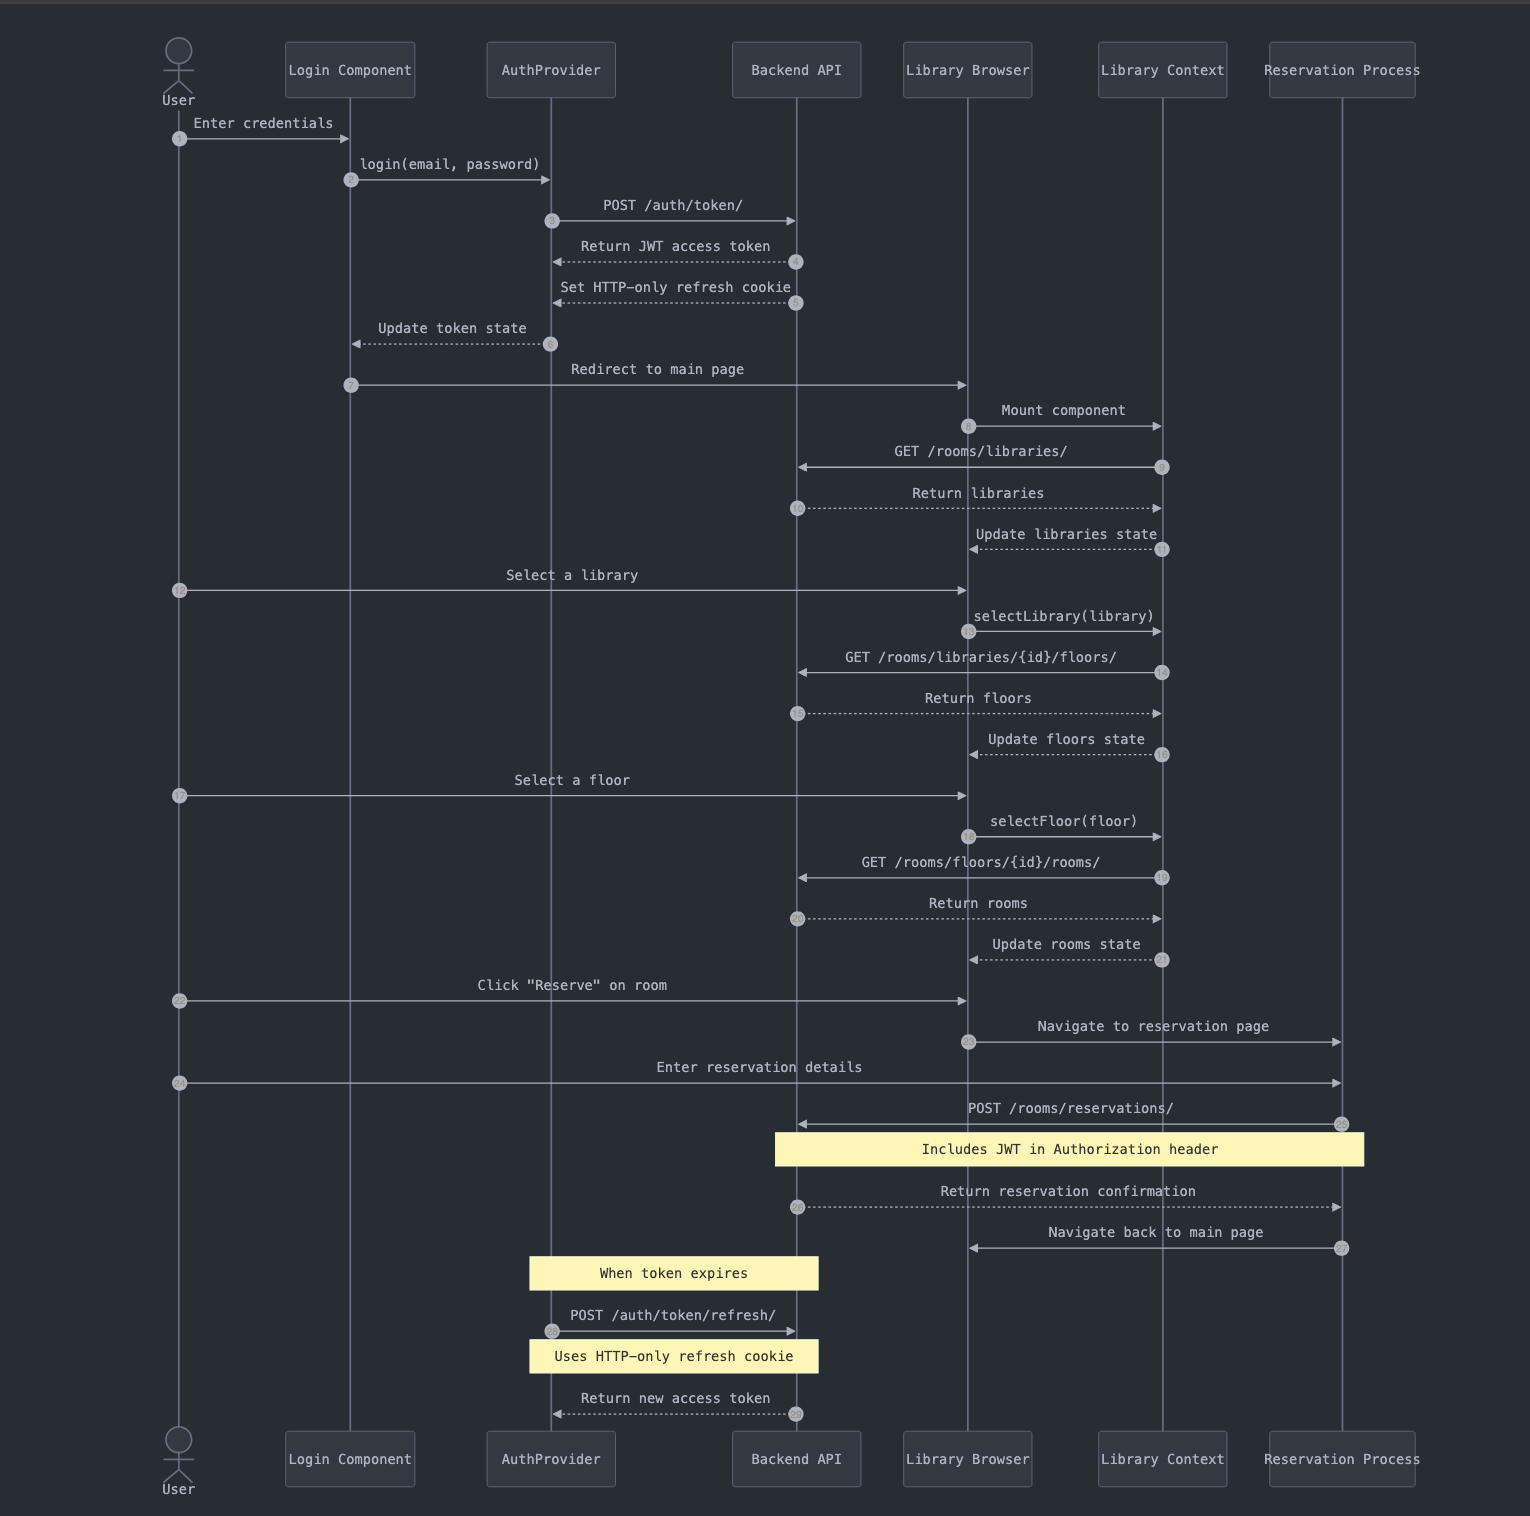 User
Login Component
AuthProvider
Backend API
Library Browser
Library Context
Reservation Process
Enter credentials
1
login(email, password)
2
POST /auth/token/
3
Return JWT access token
4
Set HTTP-only refresh cookie
5
Update token state
6
Redirect to main page
7
Mount component
8
GET /rooms/libraries/
9
Return libraries
10
Update libraries state
11
Select a library
12
selectLibrary(library)
13
GET /rooms/libraries/{id}/floors/
14
Return floors
15
Update floors state
16
Select a floor
17
selectFloor(floor)
18
GET /rooms/floors/{id}/rooms/
19
Return rooms
20
Update rooms state
21
Click "Reserve" on room
22
Navigate to reservation page
23
Enter reservation details
24
POST /rooms/reservations/
25
Includes JWT in Authorization header
Return reservation confirmation
26
Navigate back to main page
27
When token expires
POST /auth/token/refresh/
28
Uses HTTP-only refresh cookie
Return new access token
29
User
Login Component
AuthProvider
Backend API
Library Browser
Library Context
Reservation Process